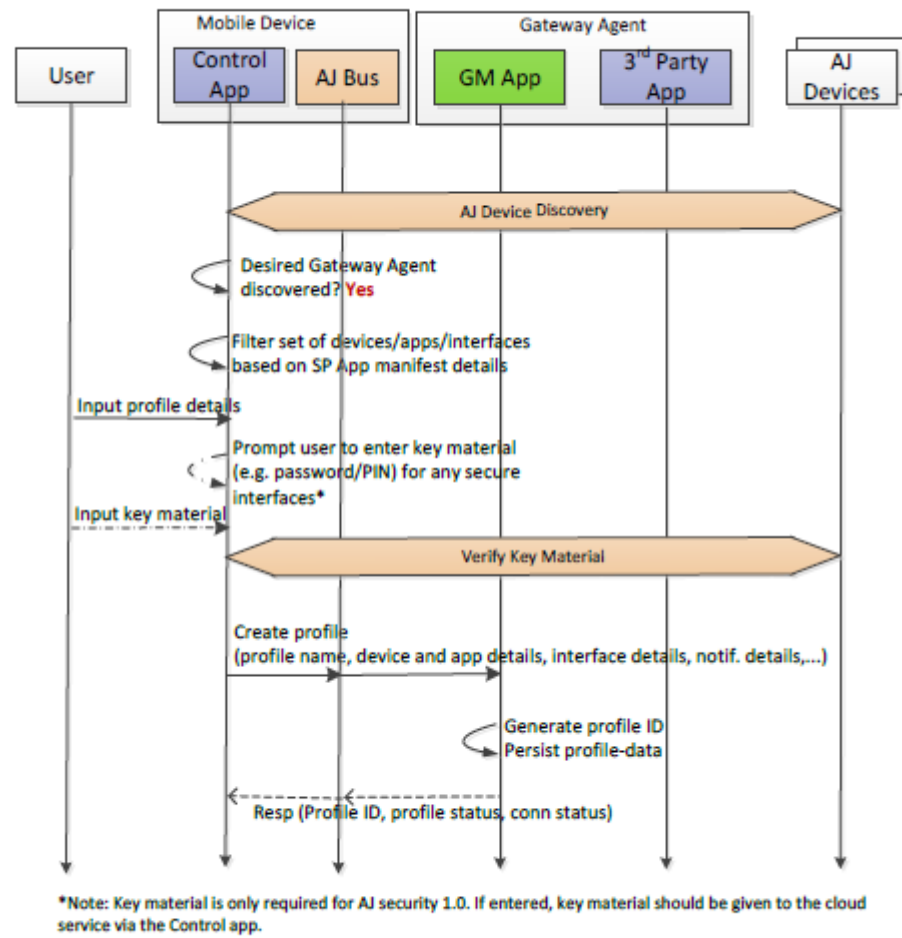 Mobile Device
Gateway Agent
User
Control
App
AJ Bus
GM App
3rd Party
App
AJ
Devices
AJ Device Discovery
Desired Gateway Agent
discovered? Yes
Filter set of devices/apps/interfaces
based on SP App manifest details
Input profile details
Prompt user to enter key material
(e.g. password/PIN) for any secure
interfaces*
Input key material
Verify Key Material
Create profile
(profile name, device and app details, interface details, notif. details,...)
Generate profile ID
Persist profile-data
Resp (Profile ID, profile status, conn status)
*Note: Key material is only required for AJ security 1.0. If entered, key material should be given to the cloud
service via the Control app.